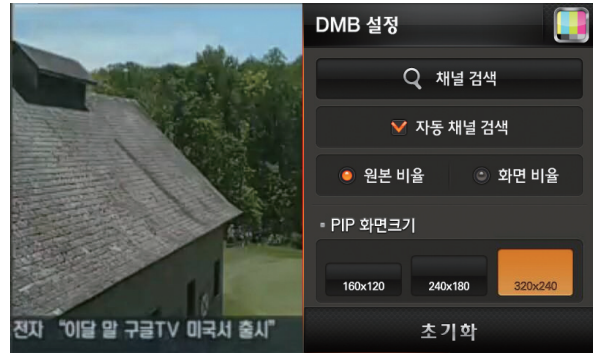 DMB 설정
채널 검색
자동 채널 검색
원본 비율 화면 비율
PIP 화면크기
160x120 240x180 320x240
초기화
전자 "이달 말 구글TV 미국서 출시"